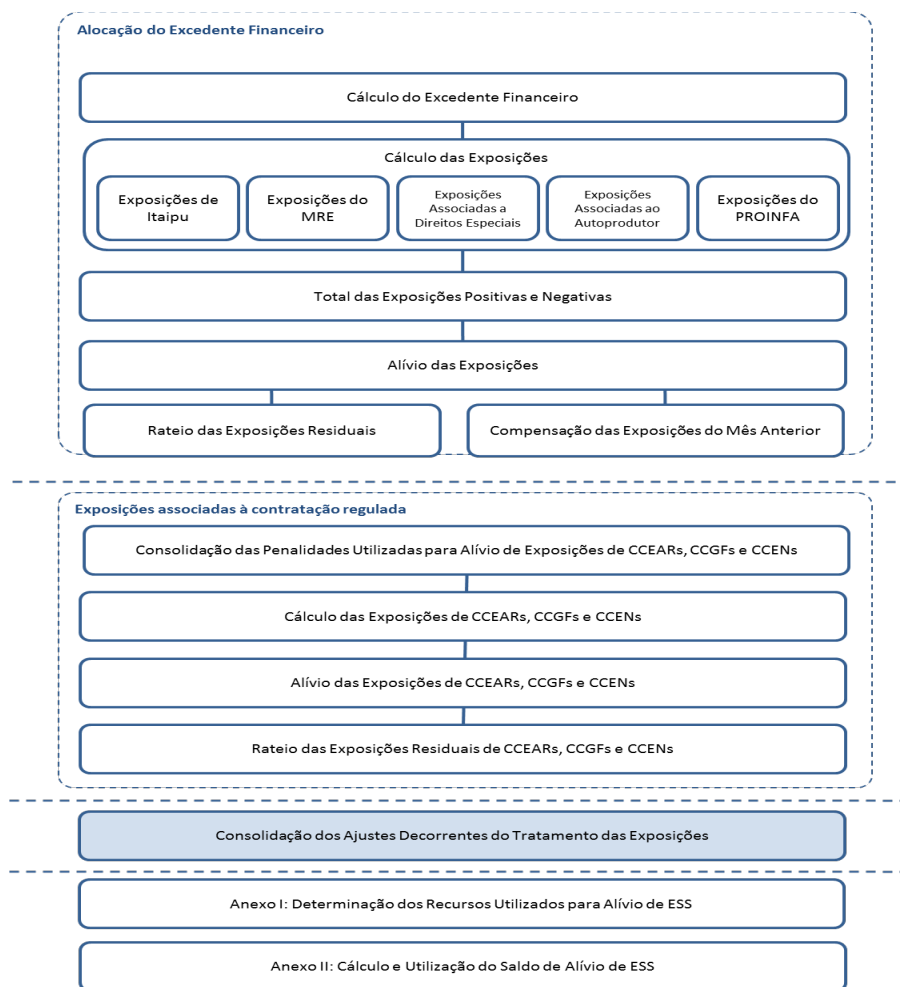 Alocação do Excedente Financeiro
Cálculo do Excedente Financeiro
Cálculo das Exposições
Exposições de
Itaipu
Exposições do
MRE
Exposições
Associadas a
Direitos Especiais
Exposições
Associadas ao
Autoprodutor
Exposições do
PROINFA
Total das Exposições Positivas e Negativas
Alívio das Exposições
Rateio das Exposições Residuais
Compensação das Exposições do Mês Anterior
Exposições associadas à contratação regulada
Consolidação das Penalidades Utilizadas para Alívio de Exposições de CCEARs, CCGFs e CCENs
Cálculo das Exposições de CCEARs, CCGFs e CCENs
Alívio das Exposições de CCEARs, CCGFs e CCENs
Rateio das Exposições Residuais de CCEARs, CCGFs e CCENs
Consolidação dos Ajustes Decorrentes do Tratamento das Exposições
Anexo I: Determinação dos Recursos Utilizados para Alívio de ESS
Anexo II: Cálculo e Utilização do Saldo de Alívio de ESS